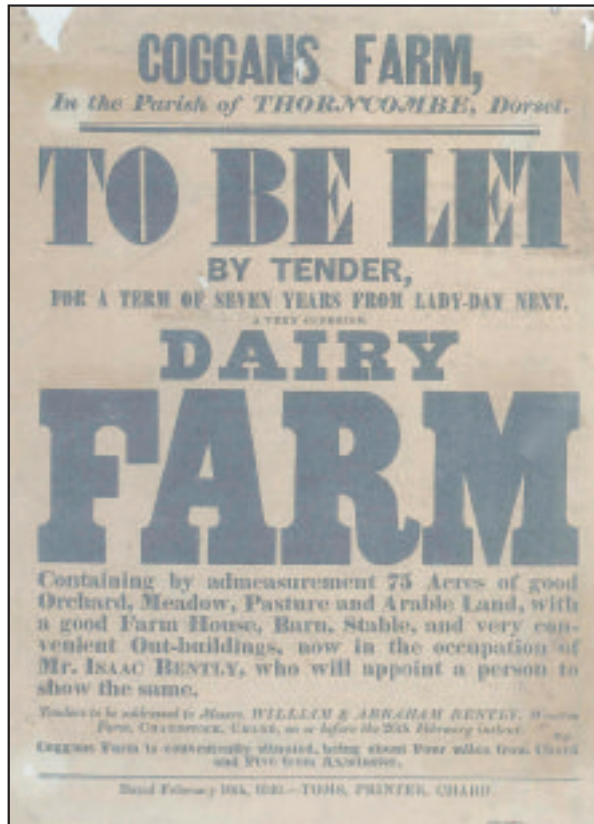 COGGANS FARM,
In the Parish of THORNCOMBE, Dorset.
TO BE LET
BY TENDER,
FOR A TERM OF SEVEN YEARS FROM LADY-DAY NEXT,
A VERY SUPERIOR
DAIRY
FARM
Containing by admeasurement 75 Acres of good
Orchard, Meadow, Pasture and Arable Land, with
a good Farm House, Barn, Stable, and very con-
venient Out-buildings, now in the occupation of
Mr. ISAAC BENTLY, who will appoint a person to
show the same.
Tenders to be addressed to Messrs. WILLIAM & ABRAHAM BENTLY,
Farm, CHARD, on or before the 26th February instant.
Coggans Farm is conveniently situated, being about Four miles from Chard
and Five from Axminster.
Dated February 10th, TOMS, PRINTER, CHARD.